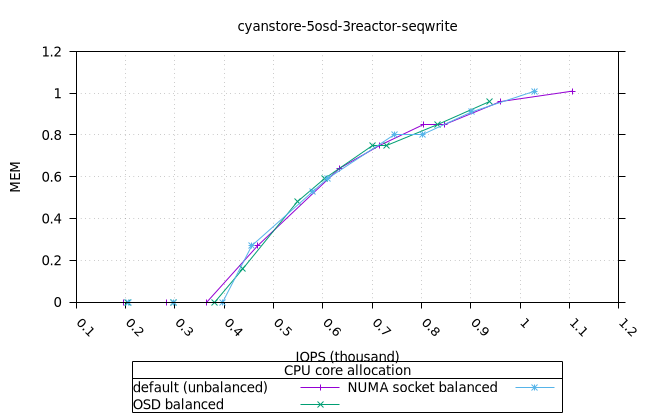 cyanstore-5osd-3reactor-seqwrite
1.2
1
0.8
0.6
0.4
0.2
0
MEM
0.1 0.2 0.3 0.4 0.5 0.6 0.7 0.8 0.9 1 1.1 1.2
IOPS (thousand)
CPU core allocation
default (unbalanced) NUMA socket balanced
OSD balanced